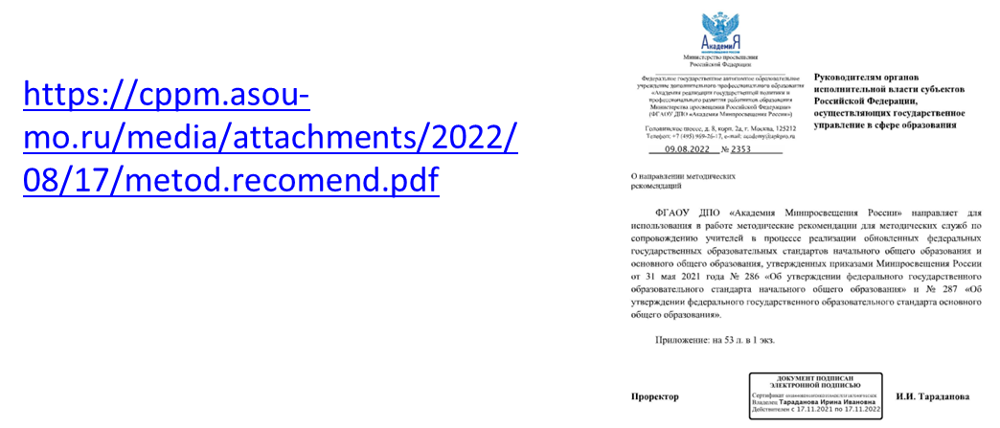 https://cppm.asou-
mo.ru/media/attachments/2022/
08/17/metod.recomend.pdf
АкадемиЯ
Министерство просвещения
Российской Федерации
Федеральное государственное автономное образовательное
учреждение дополнительного профессионального образования
«Академия реализации государственной политики и
профессионального развития работников образования
Министерства просвещения Российской Федерации»
(ФГАОУ ДПО «Академия Минпросвещения России»)
Головинское шоссе, д. 8, корп. 2а, г. Москва, 125212
Телефон: +7 (495) 969-26-17, e-mail: academy@apkpro.ru
09.08.2022 № 2353
Руководителям органов
исполнительной власти субъектов
Российской Федерации,
осуществляющих государственное
управление в сфере образования
О направлении методических
рекомендаций
ФГАОУ ДПО «Академия Минпросвещения России» направляет для
использования в работе методические рекомендации для методических служб по
сопровождению учителей в процессе реализации обновленных федеральных
государственных образовательных стандартов начального общего образования и
основного общего образования, утвержденных приказами Минпросвещения России
от 31 мая 2021 года № 286 «Об утверждении федерального государственного
образовательного стандарта начального общего образования» и № 287 «Об
утверждении федерального государственного образовательного стандарта основного
общего образования».
Приложение: на 53 л. в 1 экз.
Проректор
ДОКУМЕНТ ПОДПИСАН
ЭЛЕКТРОННОЙ ПОДПИСЬЮ
Сертификат
Владелец Тараданова Ирина Ивановна
Действителен с 17.11.2021 по 17.11.2022
И.И. Тараданова